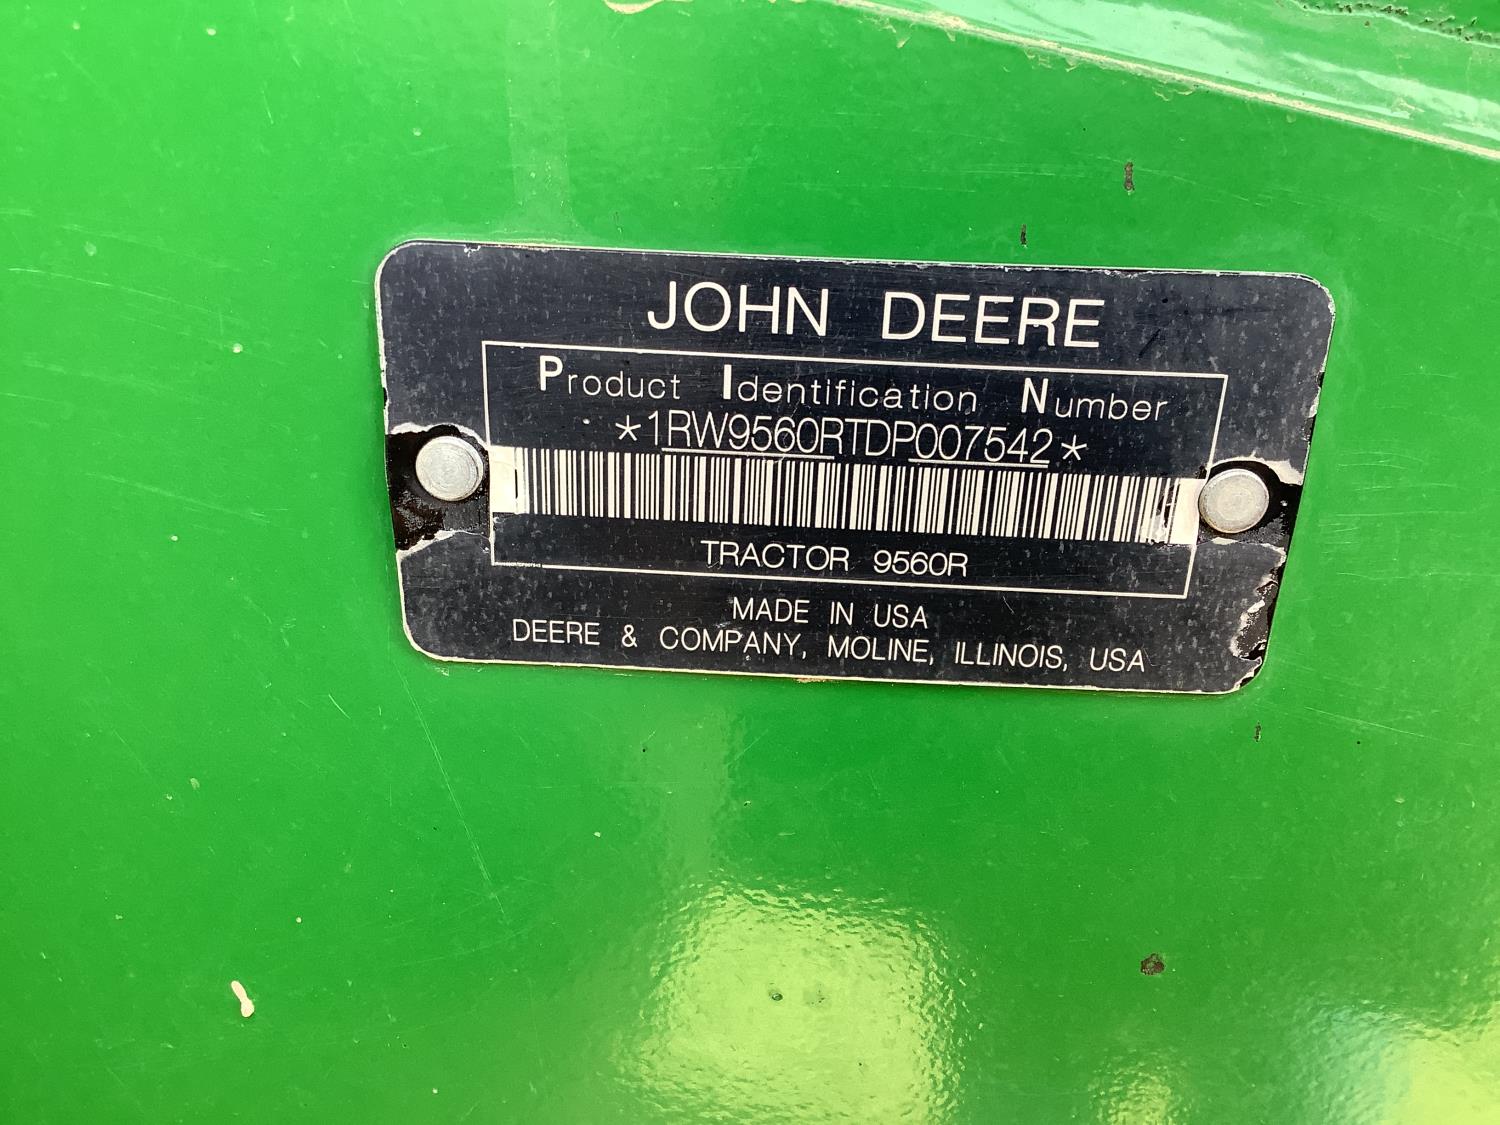 JOHN DEERE
Product Identification Number
*1RW9560RTDP007542*
TRACTOR 9560R
MADE IN USA
DEERE & COMPANY, MOLINE, ILLINOIS, USA